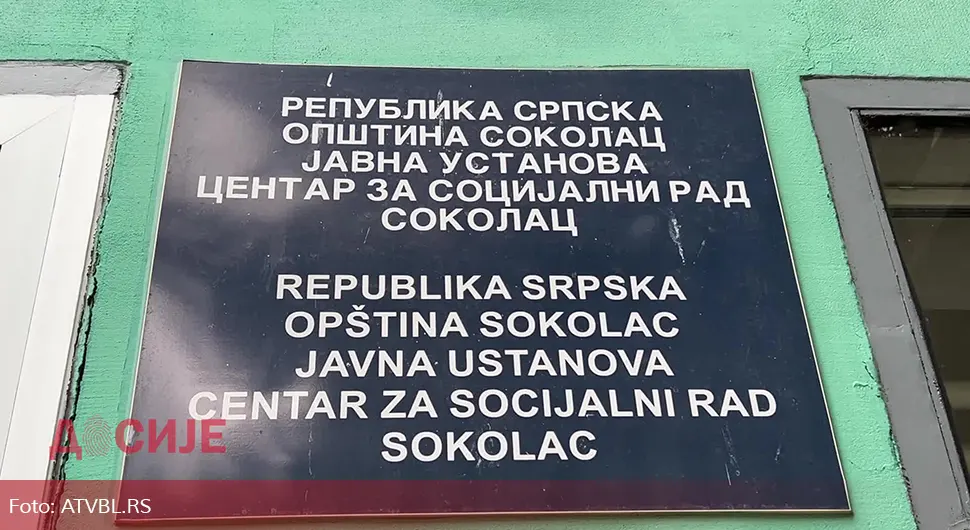 РЕПУБЛИКА СРПСКА
ОПШТИНА СОКОЛАЦ
ЈАВНА УСТАНОВА
ЦЕНТАР ЗА СОЦИЈАЛНИ РАД
СОКОЛАЦ
REPUBLIKA SRPSKA
OPŠTINA SOKOLAC
JAVNA USTANOVA
CENTAR ZA SOCIJALNI RAD
SOKOLAC
ДОСИЈЕ
Foto: ATVBL.RS